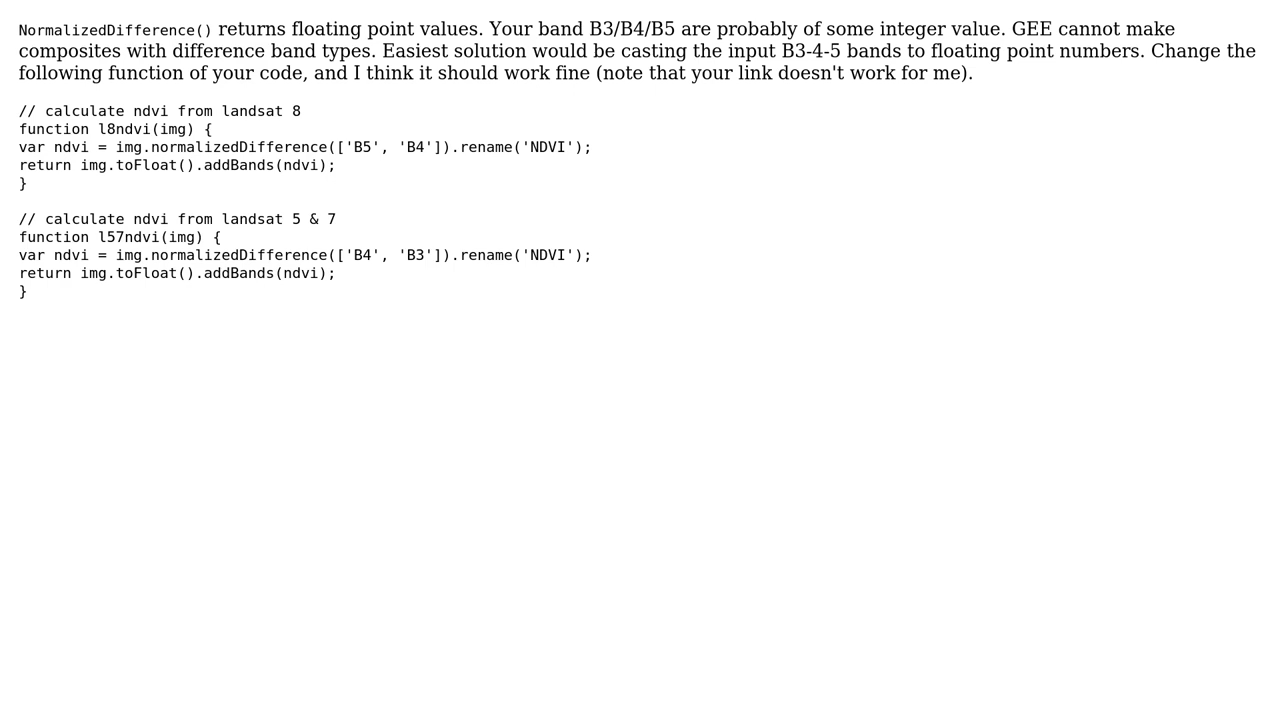 NormalizedDifference() returns floating point values. Your band B3/B4/B5 are probably of some integer value. GEE cannot make
composites with difference band types. Easiest solution would be casting the input B3-4-5 bands to floating point numbers. Change the
following function of your code, and I think it should work fine (note that your link doesn't work for me).
// calculate ndvi from landsat 8
function l8ndvi(img) {
var ndvi = img.normalizedDifference(['B5', 'B4']).rename('NDVI');
return img.toFloat().addBands(ndvi);
}
// calculate ndvi from landsat 5 & 7
function l57ndvi(img) {
var ndvi = img.normalizedDifference(['B4', 'B3']).rename('NDVI');
return img.toFloat().addBands(ndvi);
}